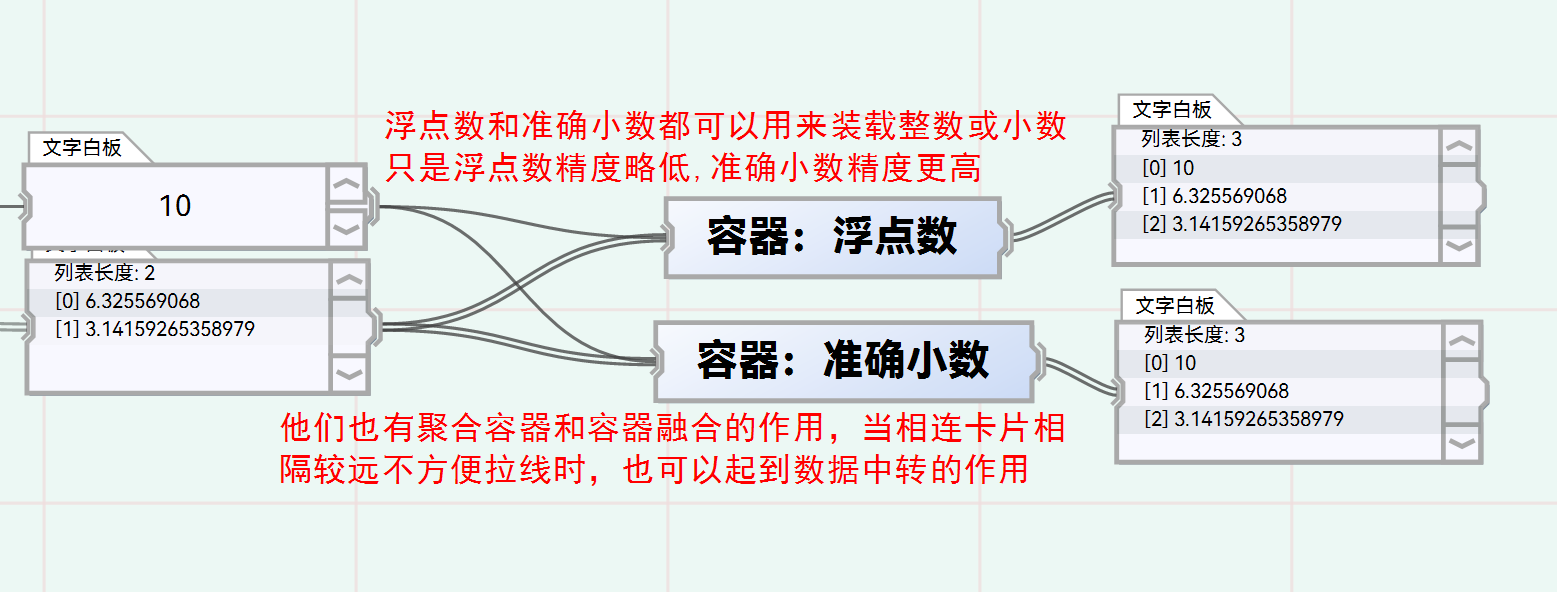 浮点数和准确小数都可以用来装载整数或小数
只是浮点数精度略低,准确小数精度更高
文字白板
10
文字白板
列表长度: 2
[0] 6.325569068
[1] 3.14159265358979
容器：浮点数
容器：准确小数
文字白板
列表长度: 3
[0] 10
[1] 6.325569068
[2] 3.14159265358979
文字白板
列表长度: 3
[0] 10
[1] 6.325569068
[2] 3.14159265358979
他们也有聚合容器和容器融合的作用，当相连卡片相
隔较远不方便拉线时，也可以起到数据中转的作用